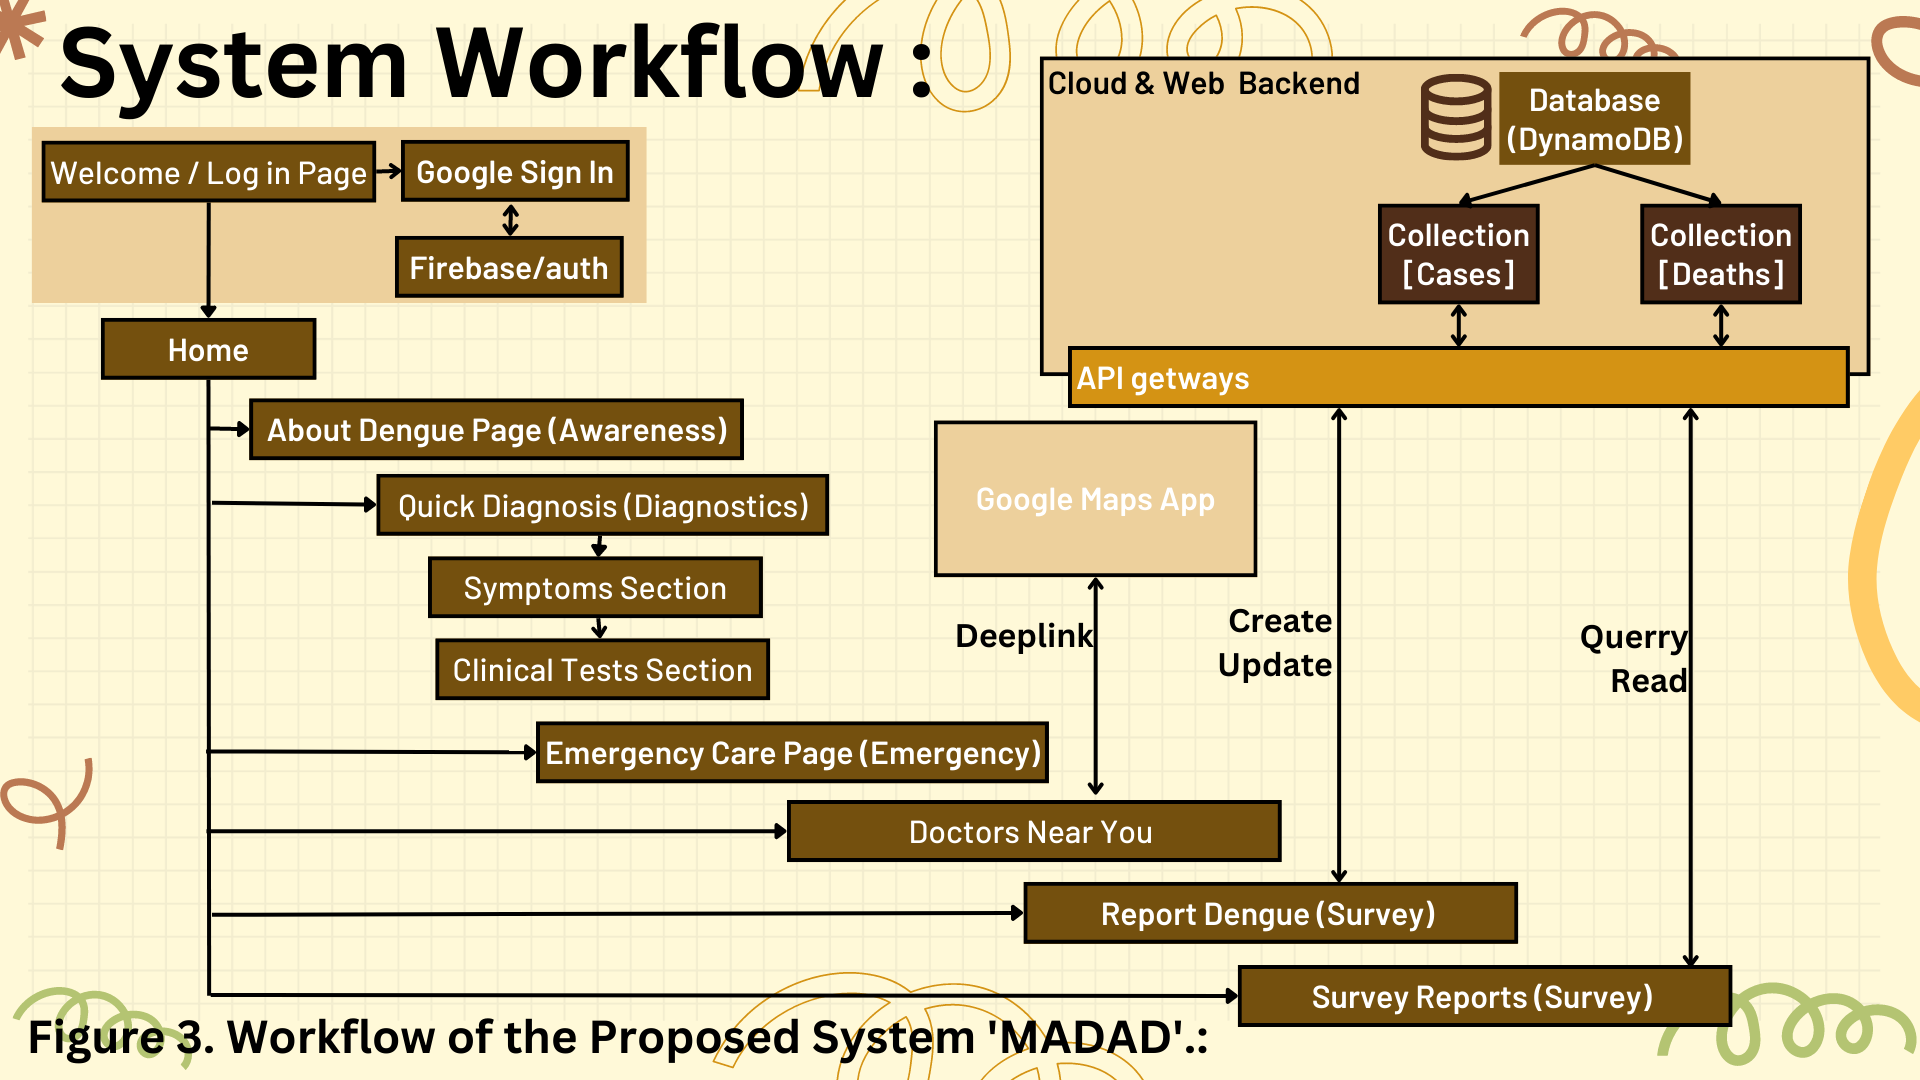 System Workflow :
Welcome / Log in Page
Google Sign In
Firebase/auth
Home
About Dengue Page (Awareness)
Quick Diagnosis (Diagnostics)
Symptoms Section
Clinical Tests Section
Emergency Care Page (Emergency)
Doctors Near You
Report Dengue (Survey)
Survey Reports (Survey)
Cloud & Web Backend
Database
(DynamoDB)
Collection
[Cases]
Collection
[Deaths]
API getways
Google Maps App
Deeplink
Create
Update
Querry
Read
Figure 3. Workflow of the Proposed System 'MADAD'.: